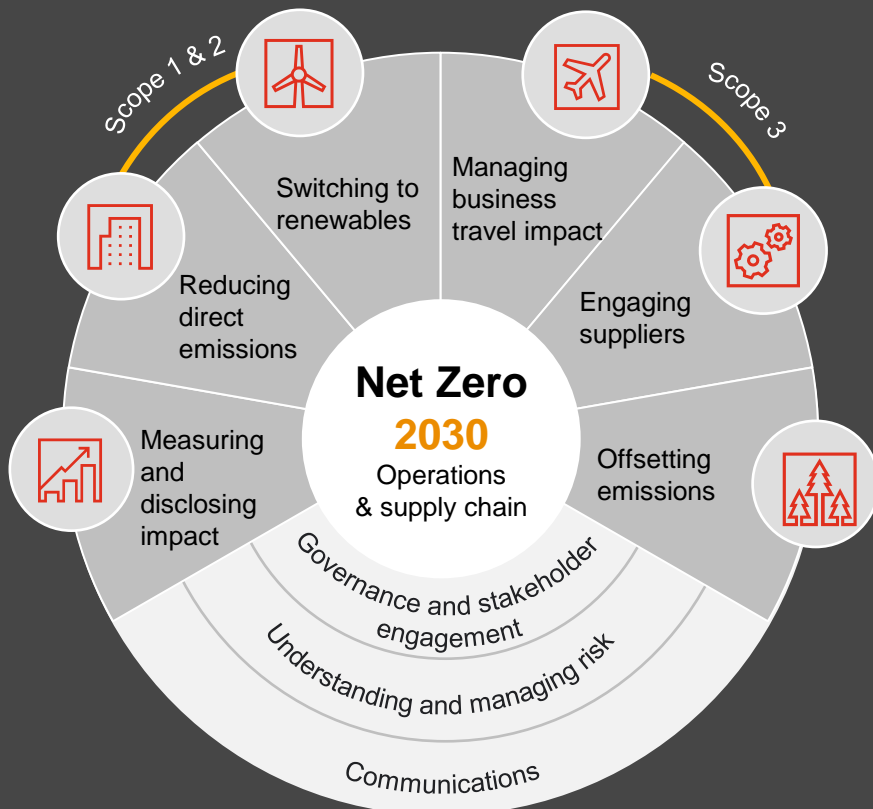 Scope 1 & 2
Scope 3
Switching to
renewables
Managing
business
travel impact
Reducing
direct
emissions
Engaging
suppliers
Net Zero
2030
Operations
& supply chain
Measuring
and
disclosing
impact
Offsetting
emissions
Governance and stakeholder
engagement
Understanding and managing risk
Communications